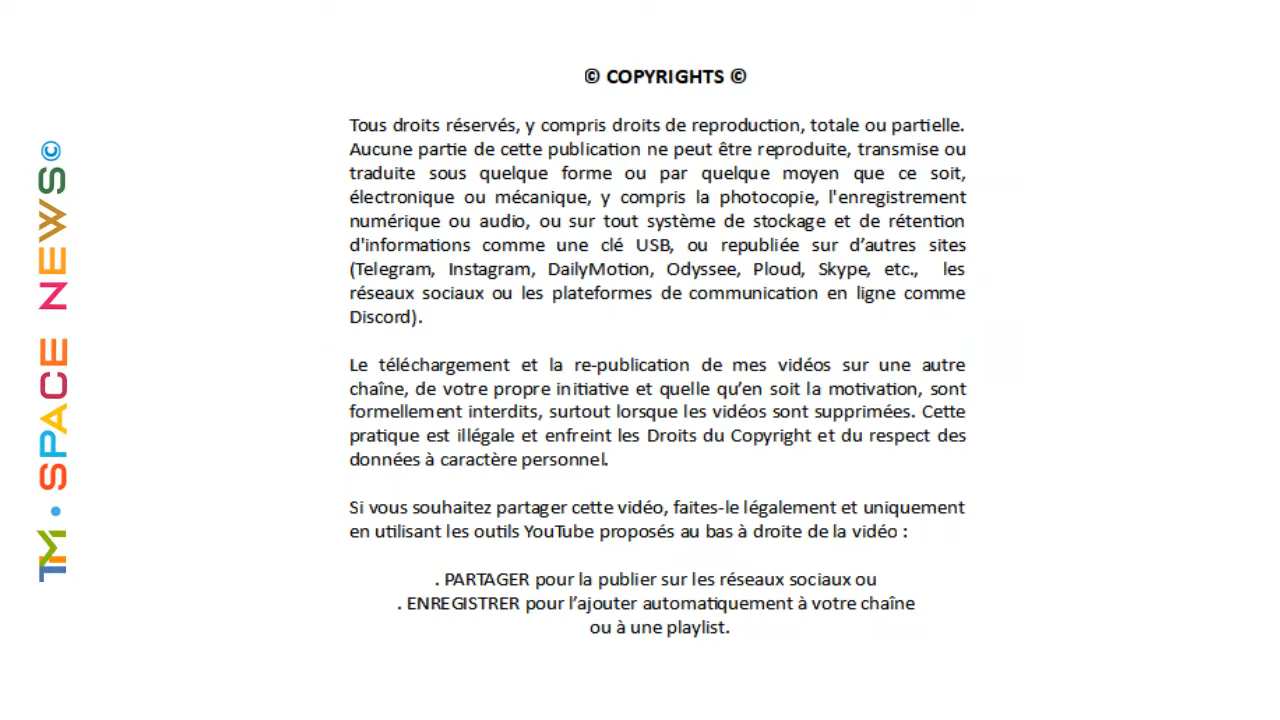 © COPYRIGHTS ©
Tous droits réservés, y compris droits de reproduction, totale ou partielle.
Aucune partie de cette publication ne peut être reproduite, transmise ou
traduite sous quelque forme ou par quelque moyen que ce soit,
électronique ou mécanique, y compris la photocopie, l'enregistrement
numérique ou audio, ou sur tout système de stockage et de rétention
d'informations comme une clé USB, ou republiée sur d’autres sites
(Telegram, Instagram, DailyMotion, Odyssee, Ploud, Skype, etc., les
réseaux sociaux ou les plateformes de communication en ligne comme
Discord).
Le téléchargement et la re-publication de mes vidéos sur une autre
chaîne, de votre propre initiative et quelle qu’en soit la motivation, sont
formellement interdits, surtout lorsque les vidéos sont supprimées. Cette
pratique est illégale et enfreint les Droits du Copyright et du respect des
données à caractère personnel.
Si vous souhaitez partager cette vidéo, faites-le légalement et uniquement
en utilisant les outils YouTube proposés au bas à droite de la vidéo :
. PARTAGER pour la publier sur les réseaux sociaux ou
. ENREGISTRER pour l’ajouter automatiquement à votre chaîne
ou à une playlist.
TM • SPACE NEWS©